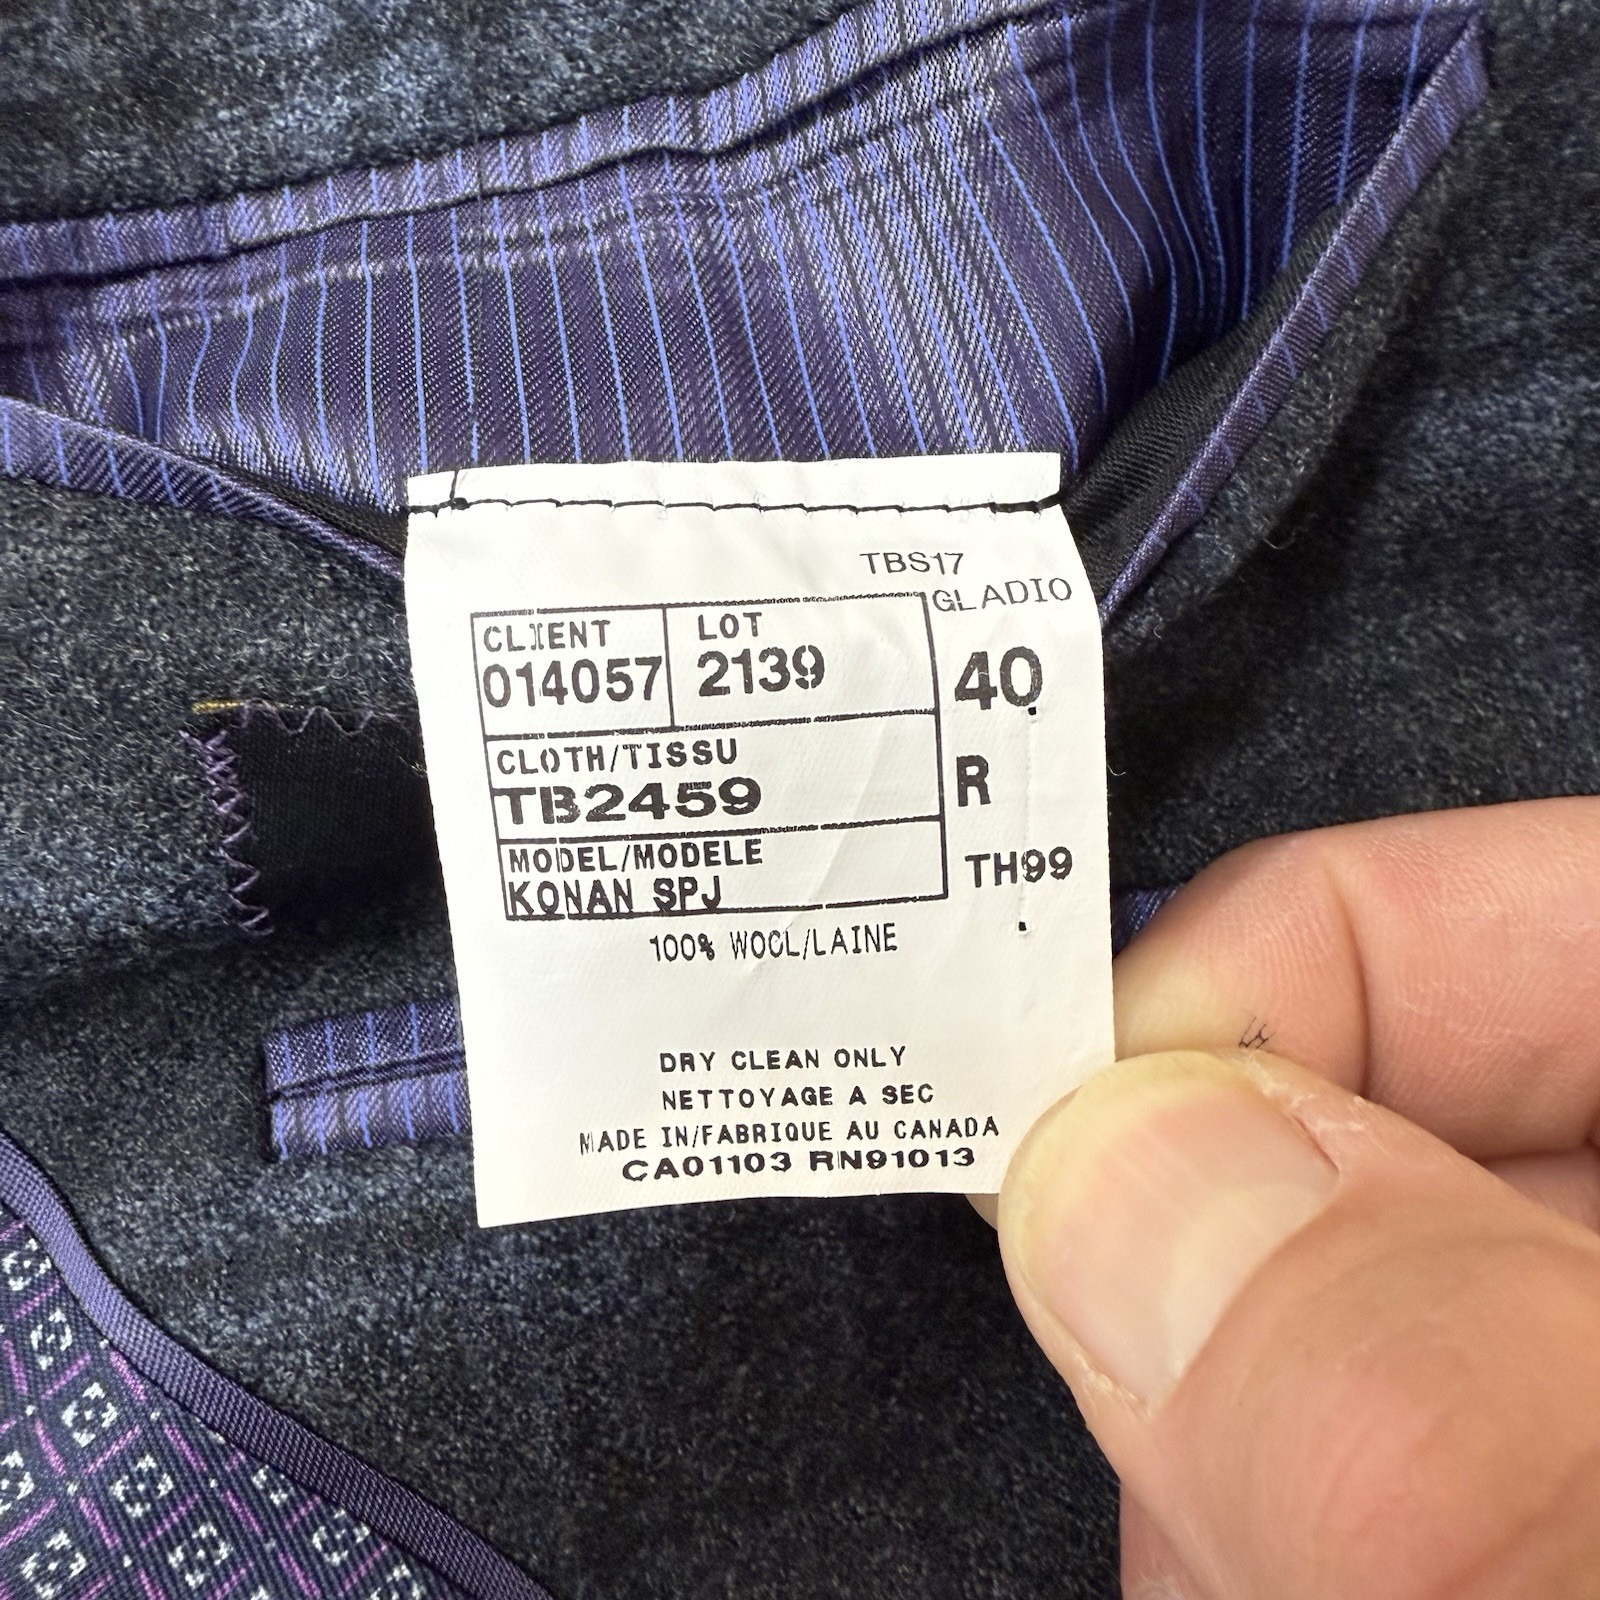 TBS17
GLADIO
CLIENT LOT
014057 2139 40
CLOTH/TISSU
TB2459 R
MODEL/MODELE
KONAN SPJ TH99
100% WOOL/LAINE
DRY CLEAN ONLY
NETTOYAGE A SEC
MADE IN/FABRIQUE AU CANADA
CA01103 RN91013